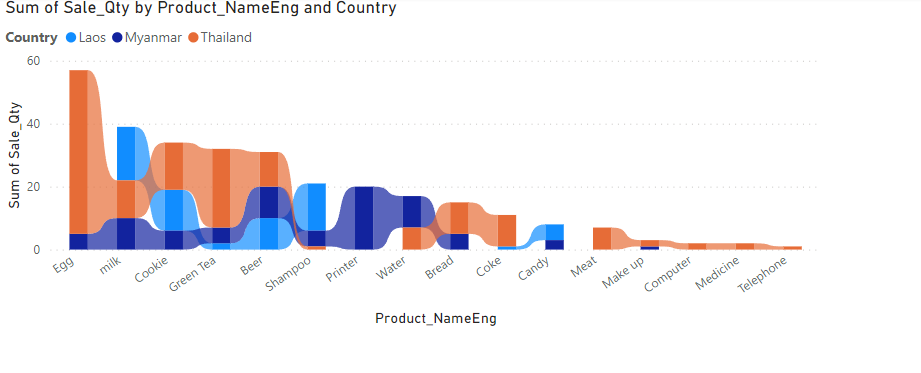 Sum of Sale_Qty by Product_NameEng and Country
Country Laos Myanmar Thailand
60
40
20
0
Sum of Sale_Qty
Egg
milk
Cookie
Green Tea
Beer
Shampoo
Printer
Water
Bread
Coke
Candy
Meat
Make up
Computer
Medicine
Telephone
Product_NameEng